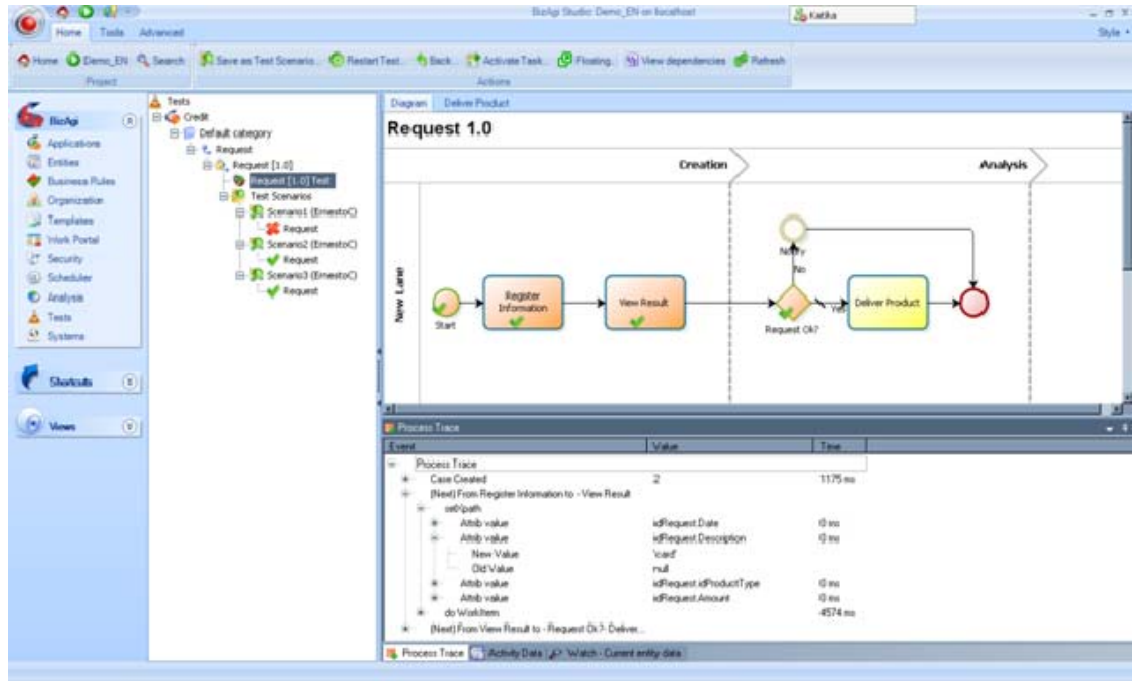 BizAgi Studio: Demo_EN on localhost
Katika
Home Tools Advanced
Style
Home Demo_EN Search Save as Test Scenario... Restart Test... Back... Activate Task... Floating... View dependencies Refresh
Project Actions
BizAgi
Applications
Entities
Business Rules
Organization
Templates
Work Portal
Security
Scheduler
Analysis
Tests
Systems
Shortcuts
Views
Tests
Credit
Default category
Request
Request [1.0]
Request [1.0] Test
Test Scenarios
Scenario1 (ErnestoC)
Request
Scenario2 (ErnestoC)
Request
Scenario3 (ErnestoC)
Request
Diagram Deliver Product
Request 1.0
Creation Analysis
New Lane
Notify
No
Start
Register
Information
View Result
Request Ok?
Yes
Deliver Product
Process Trace
Event Value Time
Process Trace
Case Created 2 1175 ms
(Next) From Register Information to - View Result
setXpath
Attrib value idRequest.Date 0 ms
Attrib value idRequest.Description 0 ms
New Value 'card'
Old Value null
Attrib value idRequest.idProductType 0 ms
Attrib value idRequest.Amount 0 ms
do WorkItem 4574 ms
(Next) From View Result to - Request Ok?- Deliver...
Process Trace Activity Data Watch - Current entity data